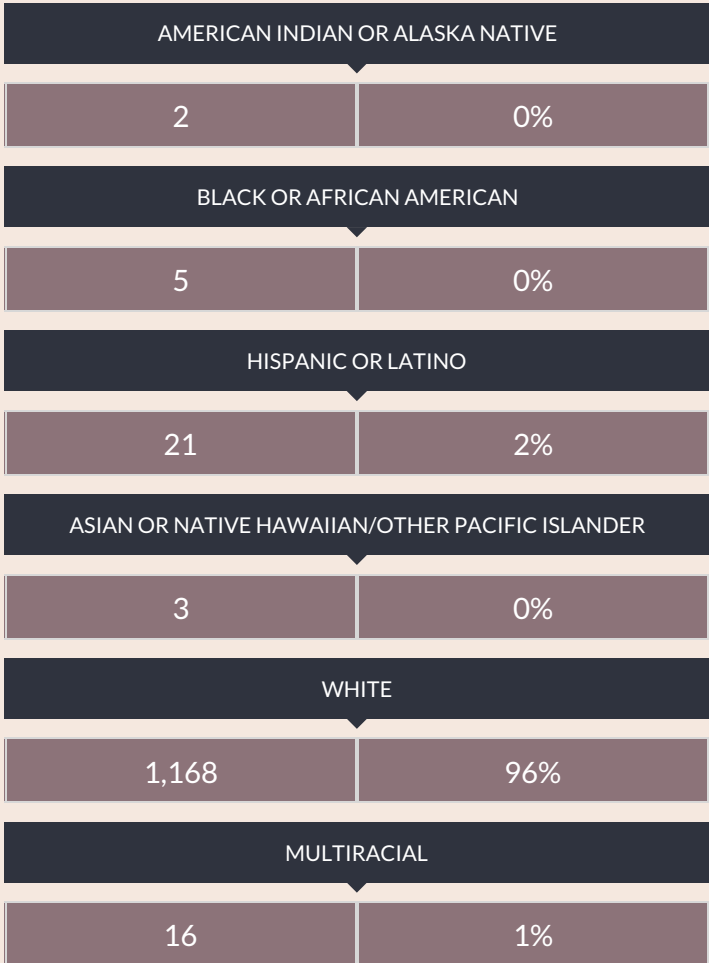 AMERICAN INDIAN OR ALASKA NATIVE
2 0%
BLACK OR AFRICAN AMERICAN
5 0%
HISPANIC OR LATINO
21 2%
ASIAN OR NATIVE HAWAIIAN/OTHER PACIFIC ISLANDER
3 0%
WHITE
1,168 96%
MULTIRACIAL
16 1%